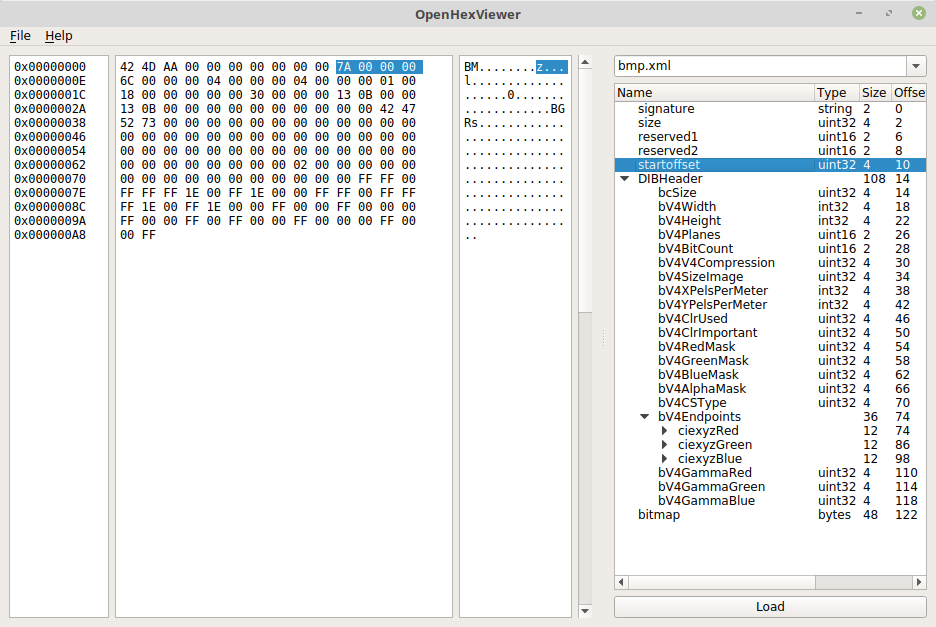 OpenHexViewer
File Help
bmp.xml
0x00000000 42 4D AA 00 00 00 00 00 00 00 7A 00 00 00 BM........z...
0x0000000E 6C 00 00 00 04 00 00 00 04 00 00 00 01 00 l.............
0x0000001C 18 00 00 00 00 00 30 00 00 00 13 0B 00 00 ......0.......
0x0000002A 13 0B 00 00 00 00 00 00 00 00 00 00 42 47 ............BG
0x00000038 52 73 00 00 00 00 00 00 00 00 00 00 00 00 Rs............
0x00000046 00 00 00 00 00 00 00 00 00 00 00 00 00 00 ..............
0x00000054 00 00 00 00 00 00 00 00 00 00 00 00 00 00 ..............
0x00000062 00 00 00 00 00 00 00 00 02 00 00 00 00 00 ..............
0x00000070 00 00 00 00 00 00 00 00 00 00 00 FF FF 00 ..............
0x0000007E FF FF FF 1E 00 FF 1E 00 00 FF FF 00 FF FF ..............
0x0000008C FF 1E 00 FF 1E 00 00 FF 00 00 FF 00 00 00 ..............
0x0000009A FF 00 00 FF 00 FF 00 00 FF 00 00 00 FF 00 ..............
0x000000A8 00 FF ..
Name Type Size Offse
signature string 2 0
size uint32 4 2
reserved1 uint16 2 6
reserved2 uint16 2 8
startoffset uint32 4 10
DIBHeader 108 14
bcSize uint32 4 14
bV4Width int32 4 18
bV4Height int32 4 22
bV4Planes uint16 2 26
bV4BitCount uint16 2 28
bV4V4Compression uint32 4 30
bV4SizeImage uint32 4 34
bV4XPelsPerMeter int32 4 38
bV4YPelsPerMeter int32 4 42
bV4ClrUsed uint32 4 46
bV4ClrImportant uint32 4 50
bV4RedMask uint32 4 54
bV4GreenMask uint32 4 58
bV4BlueMask uint32 4 62
bV4AlphaMask uint32 4 66
bV4CSType uint32 4 70
bV4Endpoints 36 74
ciexyzRed 12 74
ciexyzGreen 12 86
ciexyzBlue 12 98
bV4GammaRed uint32 4 110
bV4GammaGreen uint32 4 114
bV4GammaBlue uint32 4 118
bitmap bytes 48 122
Load